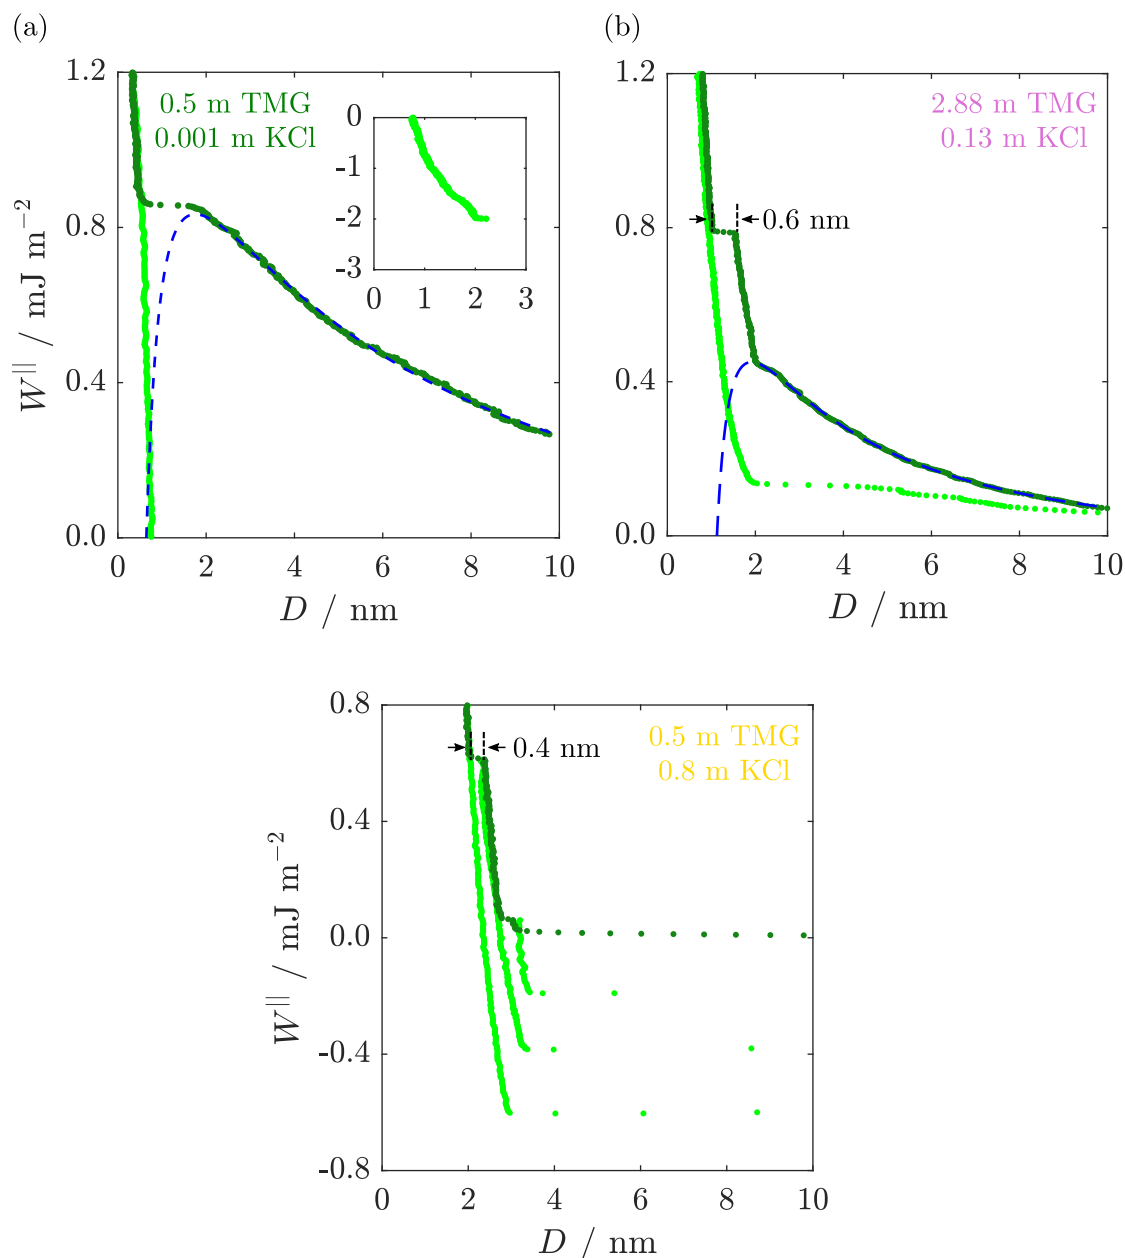 (a)
(b)
1.2
0.8
0.4
0.0
W|| / mJ m−2
0.5 m TMG
0.001 m KCl
0
-1
-2
-3
0 1 2 3
0 2 4 6 8 10
D / nm
1.2
0.8
0.4
0.0
2.88 m TMG
0.13 m KCl
0.6 nm
0 2 4 6 8 10
D / nm
0.8
0.4
0.0
-0.4
-0.8
W|| / mJ m−2
0.4 nm
0.5 m TMG
0.8 m KCl
0 2 4 6 8 10
D / nm